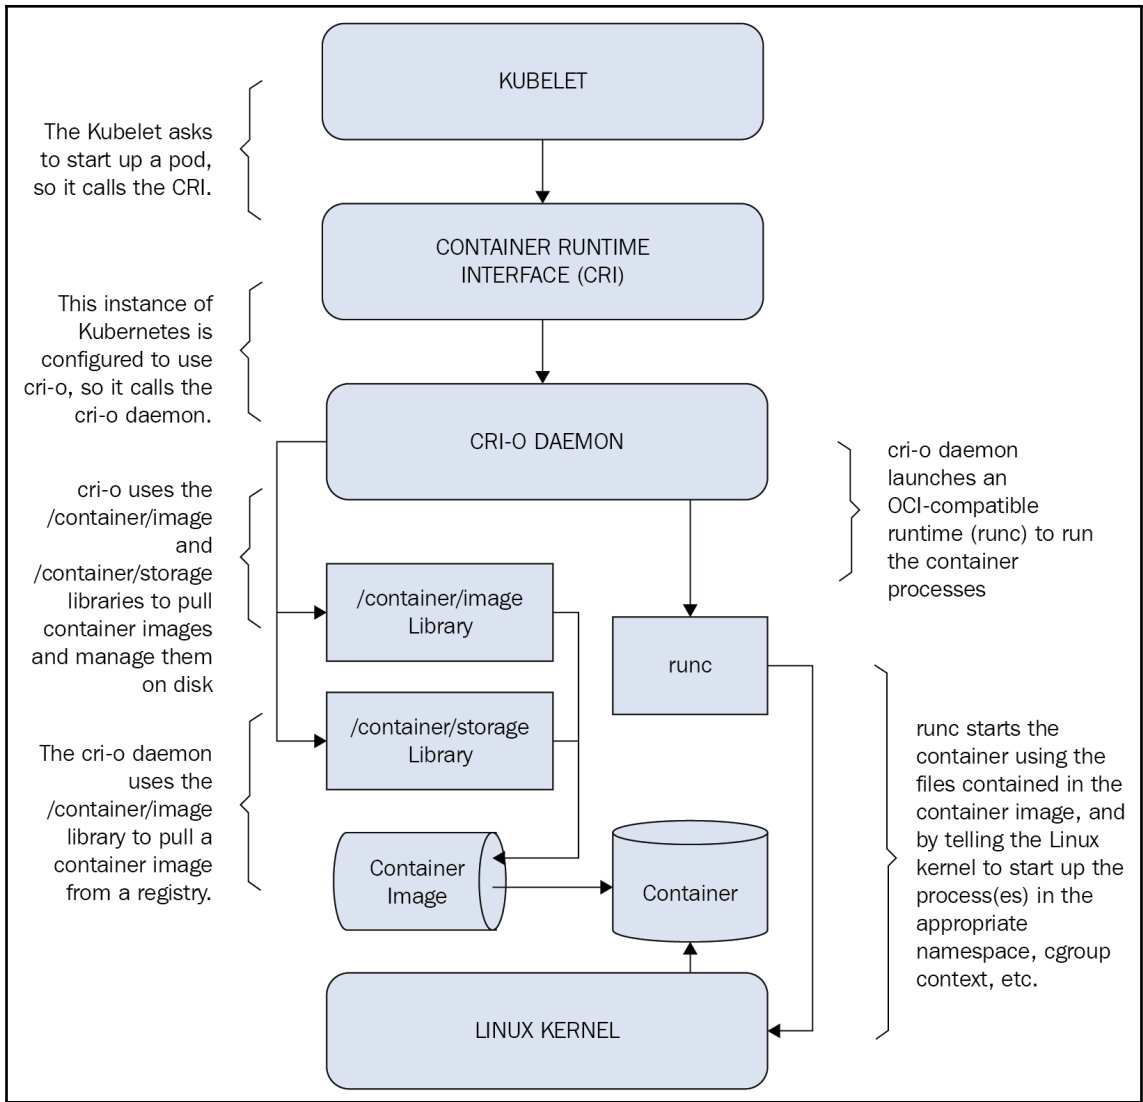 KUBELET
The Kubelet asks
to start up a pod,
so it calls the CRI.
CONTAINER RUNTIME
INTERFACE (CRI)
This instance of
Kubernetes is
configured to use
cri-o, so it calls the
cri-o daemon.
CRI-O DAEMON
cri-o daemon
launches an
OCI-compatible
runtime (runc) to run
the container
processes
cri-o uses the
/container/image
and
/container/storage
libraries to pull
container images
and manage them
on disk
/container/image
Library
runc
/container/storage
Library
The cri-o daemon
uses the
/container/image
library to pull a
container image
from a registry.
runc starts the
container using the
files contained in the
container image, and
by telling the Linux
kernel to start up the
process(es) in the
appropriate
namespace, cgroup
context, etc.
Container
Image
Container
LINUX KERNEL